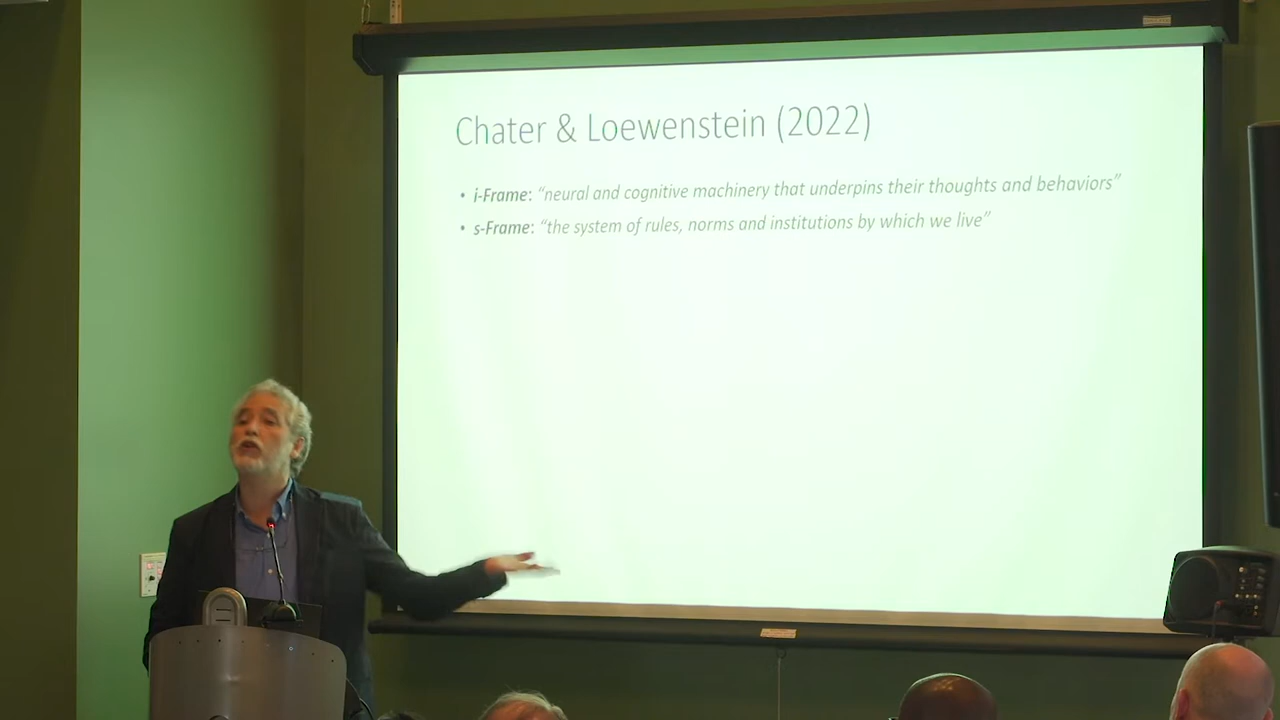 Chater & Loewenstein (2022)
• i-Frame: “neural and cognitive machinery that underpins their thoughts and behaviors”
• s-Frame: “the system of rules, norms and institutions by which we live”